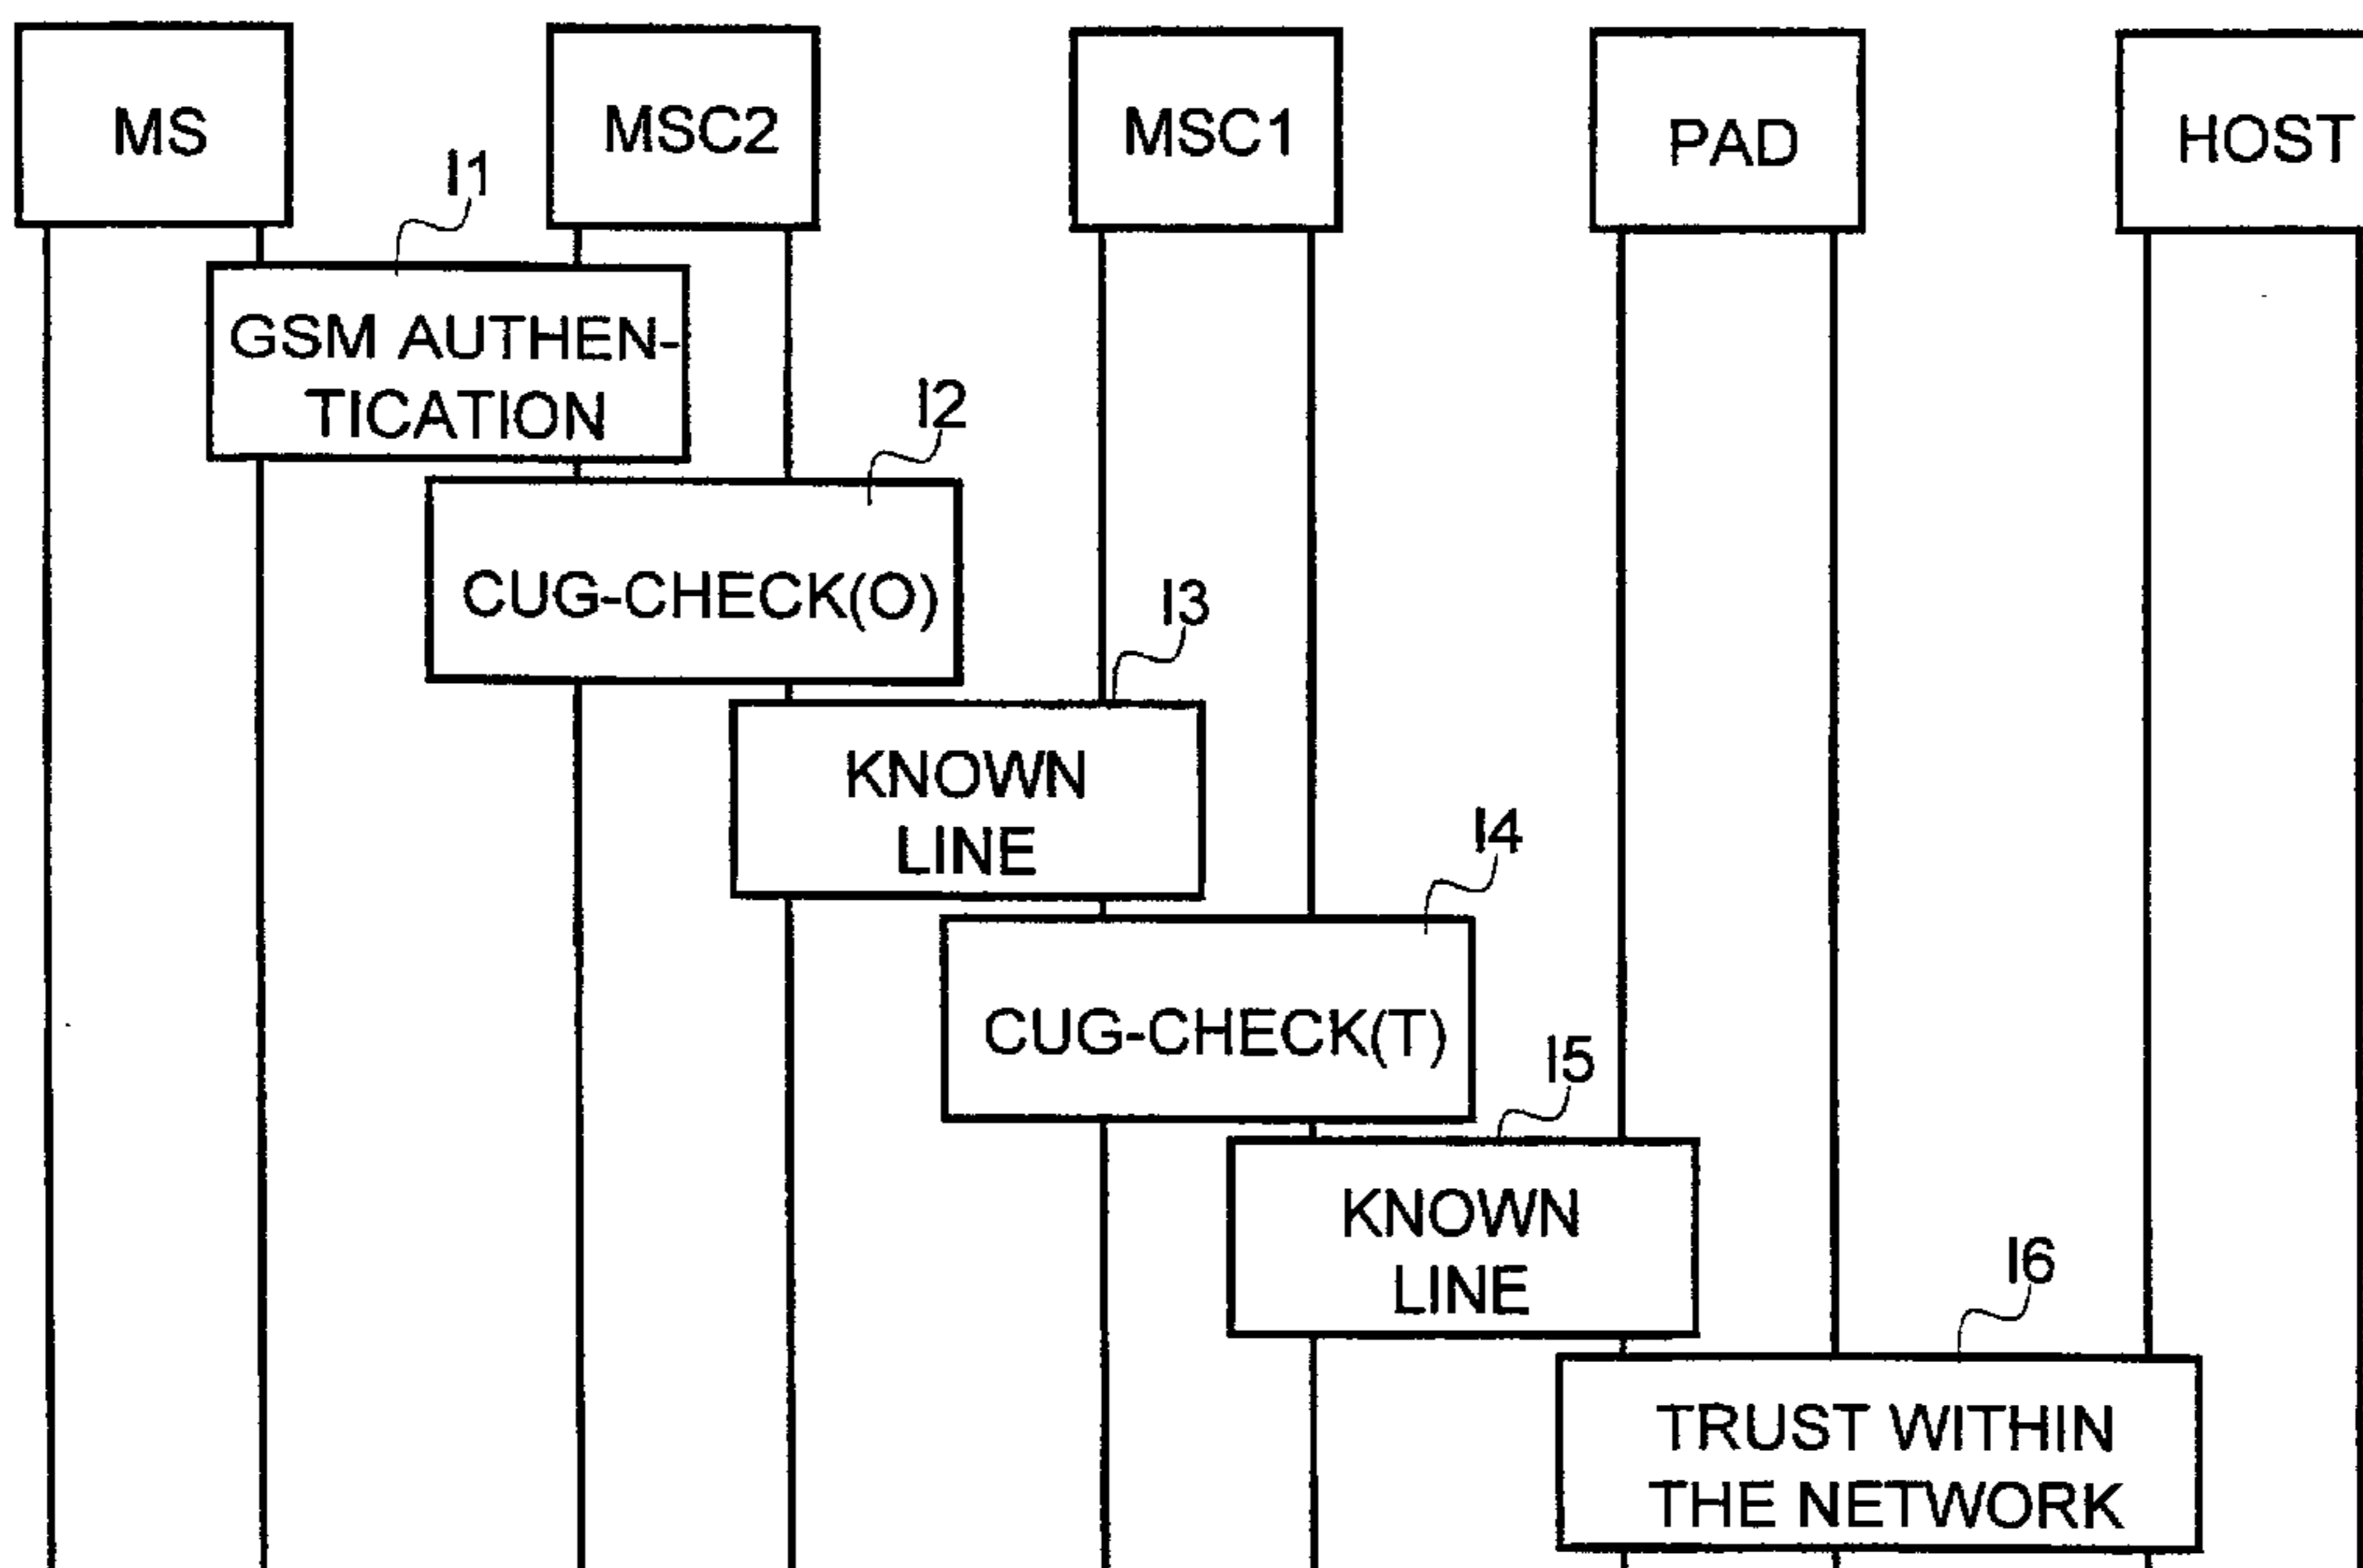 MS
MSC2
MSC1
PAD
HOST
I1
GSM AUTHEN-
TICATION
I2
CUG-CHECK(O)
I3
KNOWN
LINE
I4
CUG-CHECK(T)
I5
KNOWN
LINE
I6
TRUST WITHIN
THE NETWORK